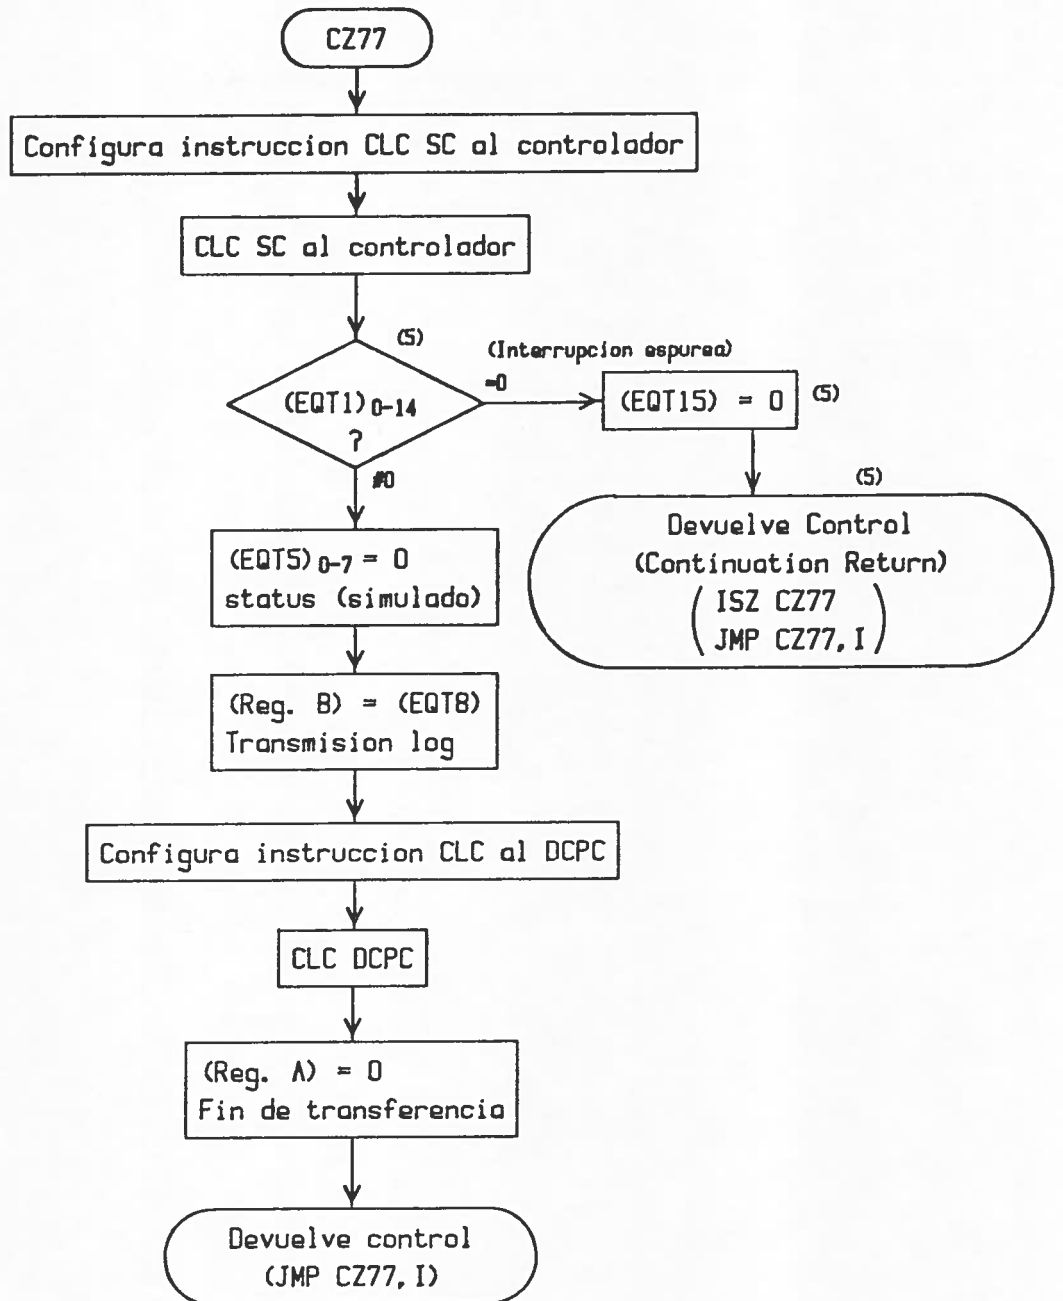 CZ77
Configura instruccion CLC SC al controlador
CLC SC al controlador
(5)
(EQT1)0-14
?
(Interrupcion espurea)
=0
(EQT15) = 0
(5)
#0
(5)
Devuelve Control
(Continuation Return)
(ISZ CZ77
JMP CZ77,I)
(EQT5)0-7 = 0
status (simulado)
(Reg. B) = (EQT8)
Transmision log
Configura instruccion CLC al DCPC
CLC DCPC
(Reg. A) = 0
Fin de transferencia
Devuelve control
(JMP CZ77,I)